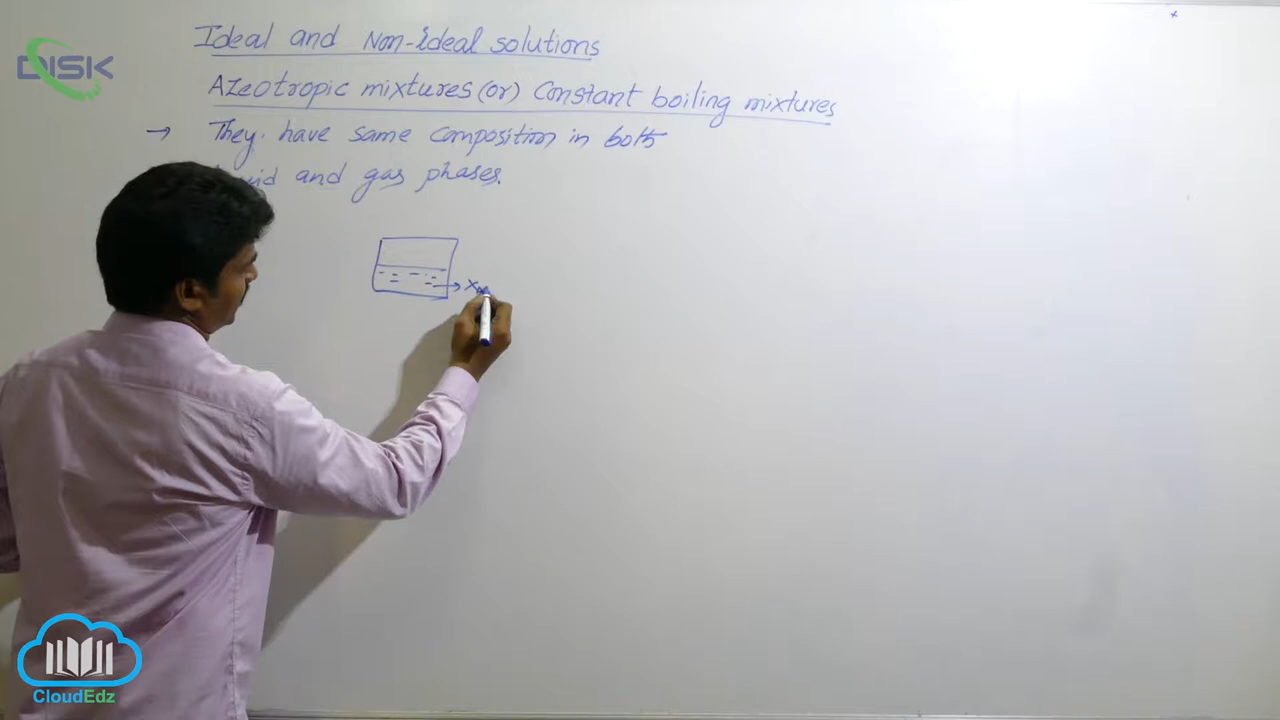 Ideal and Non-ideal solutions
DISK
Azeotropic mixtures (or) Constant boiling mixtures
→ They have same composition in both
and gas phases.
CloudEdz